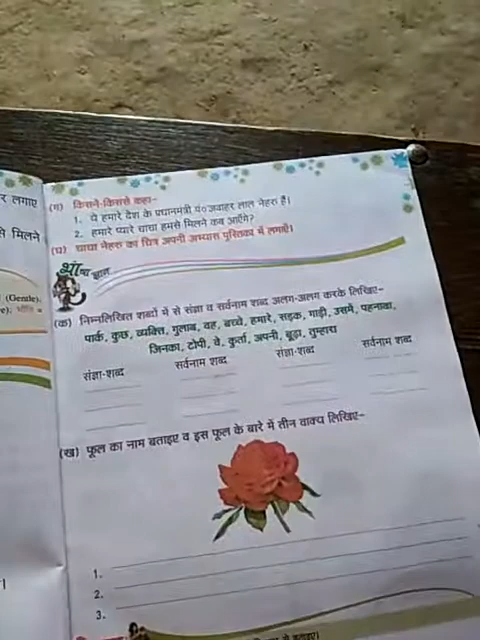 र लगाए
से मिलने
(Gentle),
(ग) किसने-किससे कहा-
1. ये हमारे देश के प्रधानमंत्री पं० जवाहर लाल नेहरू हैं।
2. हमारे प्यारे चाचा हमसे मिलने कब आएँगे?
(घ) चाचा नेहरू का चित्र अपनी अभ्यास पुस्तिका में लगाएँ।
भाषा ज्ञान
(क) निम्नलिखित शब्दों में से संज्ञा व सर्वनाम शब्द अलग-अलग करके लिखिए-
पार्क, कुछ, व्यक्ति, गुलाब, वह, बच्चे, हमारे, सड़क, गाड़ी, उसमें, पहनावा,
जिनका, टोपी, वे, कुर्ता, अपनी, बूढ़ा, तुम्हारा
संज्ञा-शब्द सर्वनाम शब्द संज्ञा-शब्द सर्वनाम शब्द
(ख) फूल का नाम बताइए व इस फूल के बारे में तीन वाक्य लिखिए-
1.
2.
3.